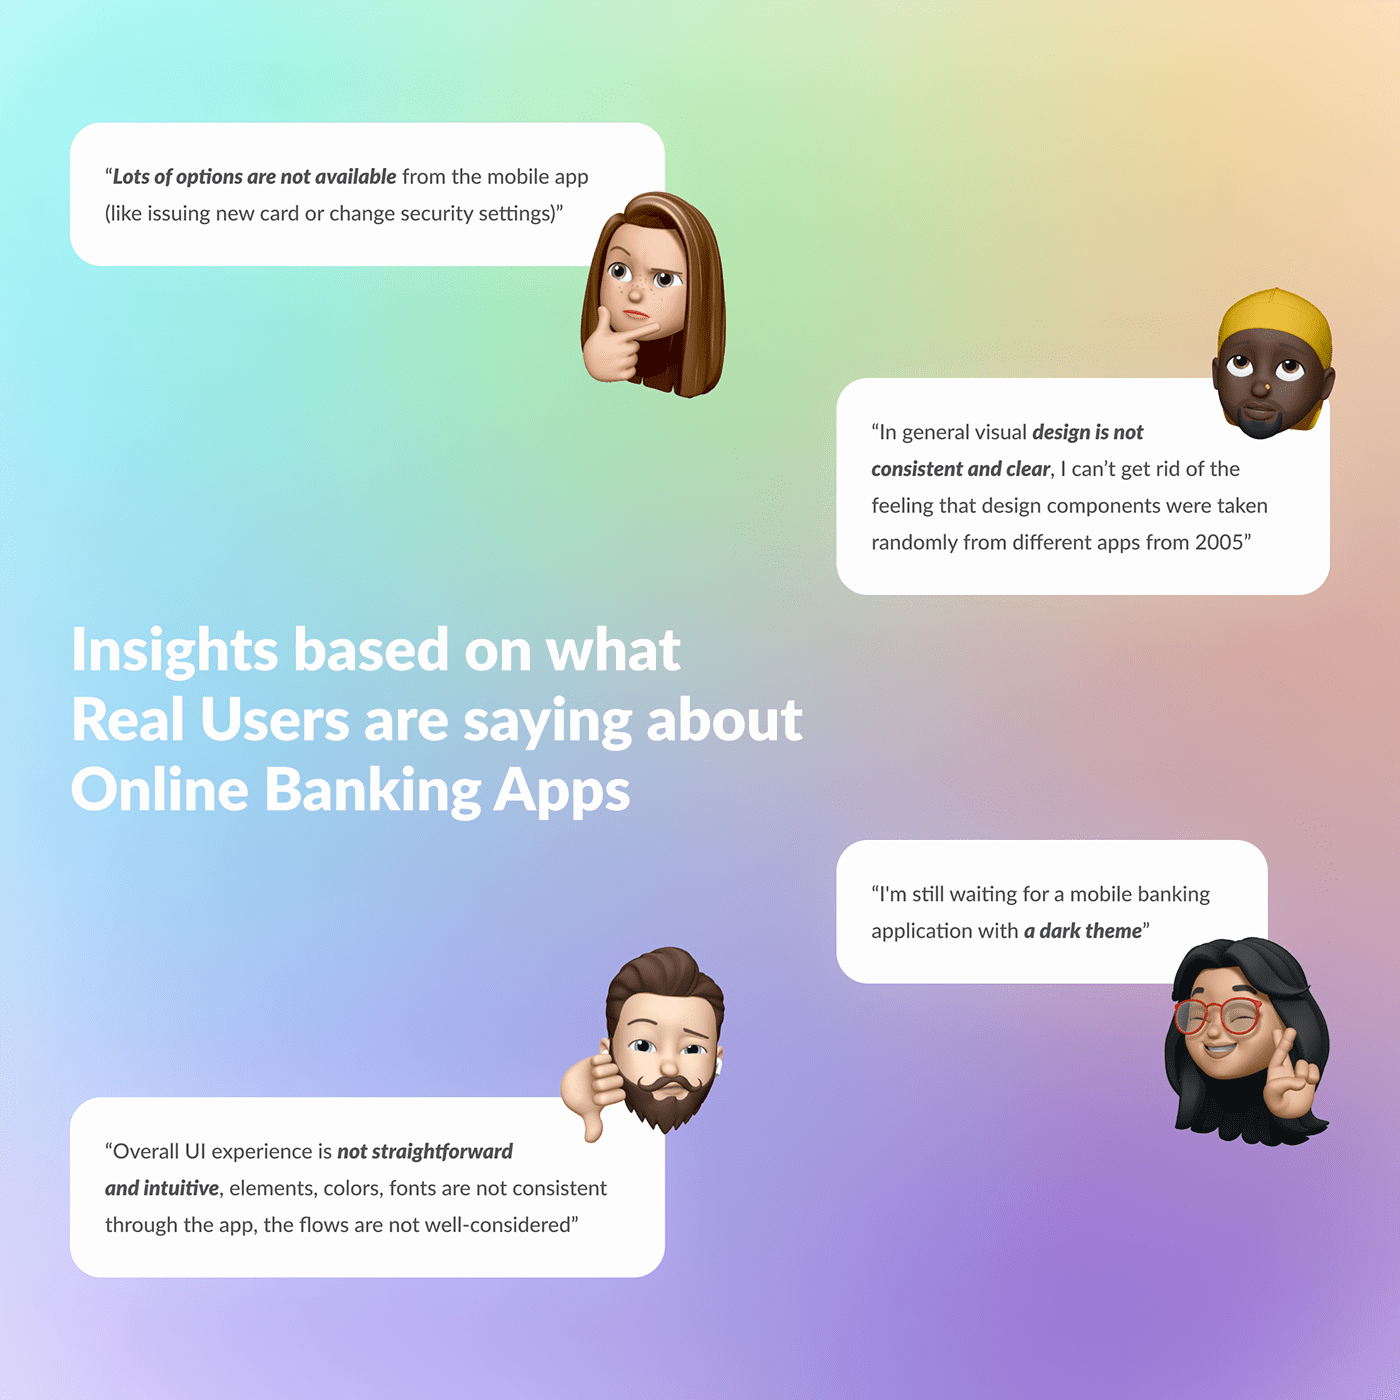 “Lots of options are not available from the mobile app
(like issuing new card or change security settings)”
“In general visual design is not
consistent and clear, I can’t get rid of the
feeling that design components were taken
randomly from different apps from 2005”
Insights based on what
Real Users are saying about
Online Banking Apps
“I'm still waiting for a mobile banking
application with a dark theme”
“Overall UI experience is not straightforward
and intuitive, elements, colors, fonts are not consistent
through the app, the flows are not well-considered”